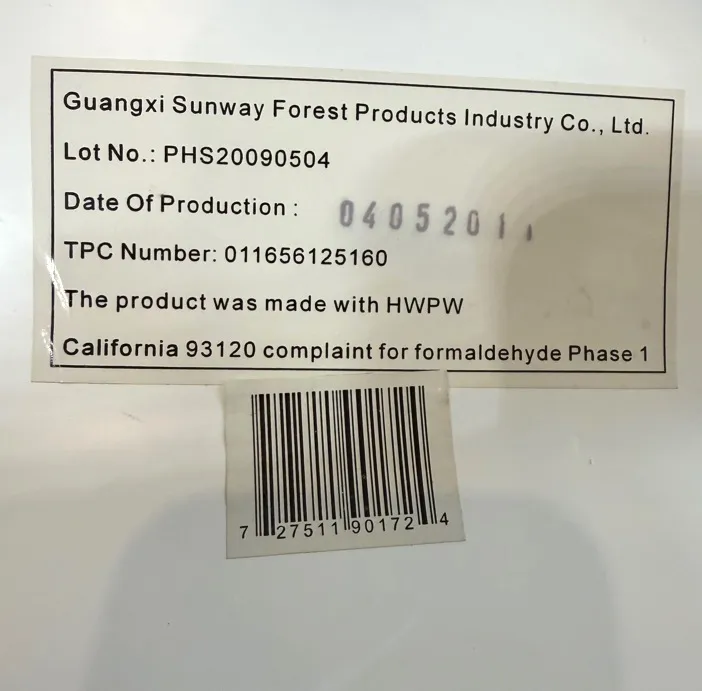 Guangxi Sunway Forest Products Industry Co., Ltd.
Lot No.: PHS20090504
Date Of Production : 0405201
TPC Number: 011656125160
The product was made with HWPW
California 93120 complaint for formaldehyde Phase 1
7 27511 90172 4